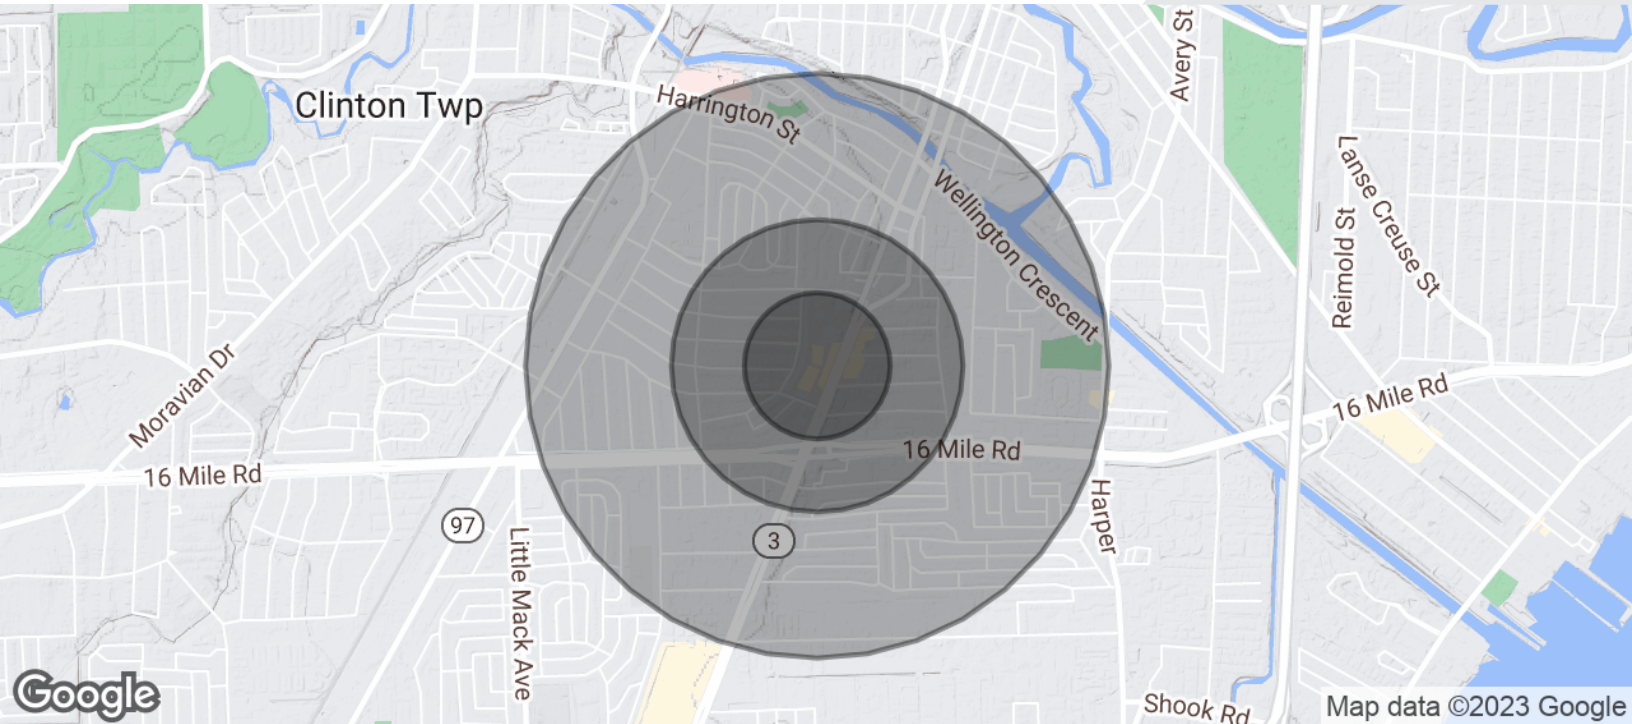 Avery St
Clinton Twp
Harrington St
Lanse Creuse St
Wellington Crescent
Reimold St
Moravian Dr
16 Mile Rd
16 Mile Rd
16 Mile Rd
97
Little Mack Ave
3
Harper
Google
Shook Rd
Map data ©2023 Google